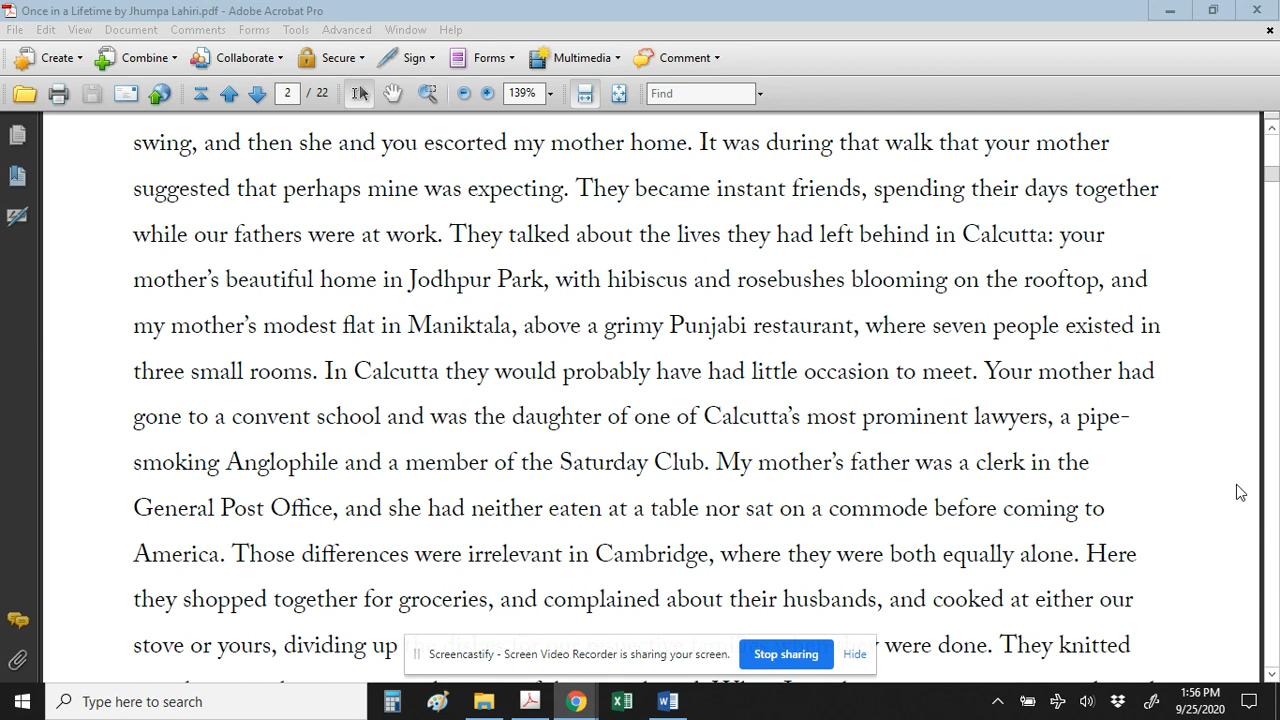 Once in a Lifetime by Jhumpa Lahiri.pdf - Adobe Acrobat Pro
File Edit View Document Comments Forms Tools Advanced Window Help
Create Combine Collaborate Secure Sign Forms Multimedia Comment
2 / 22 139% Find
swing, and then she and you escorted my mother home. It was during that walk that your mother
suggested that perhaps mine was expecting. They became instant friends, spending their days together
while our fathers were at work. They talked about the lives they had left behind in Calcutta: your
mother's beautiful home in Jodhpur Park, with hibiscus and rosebushes blooming on the rooftop, and
my mother's modest flat in Maniktala, above a grimy Punjabi restaurant, where seven people existed in
three small rooms. In Calcutta they would probably have had little occasion to meet. Your mother had
gone to a convent school and was the daughter of one of Calcutta's most prominent lawyers, a pipe-
smoking Anglophile and a member of the Saturday Club. My mother's father was a clerk in the
General Post Office, and she had neither eaten at a table nor sat on a commode before coming to
America. Those differences were irrelevant in Cambridge, where they were both equally alone. Here
they shopped together for groceries, and complained about their husbands, and cooked at either our
stove or yours, dividing up were done. They knitted
Screencastify - Screen Video Recorder is sharing your screen. Stop sharing Hide
Type here to search
1:56 PM
9/25/2020